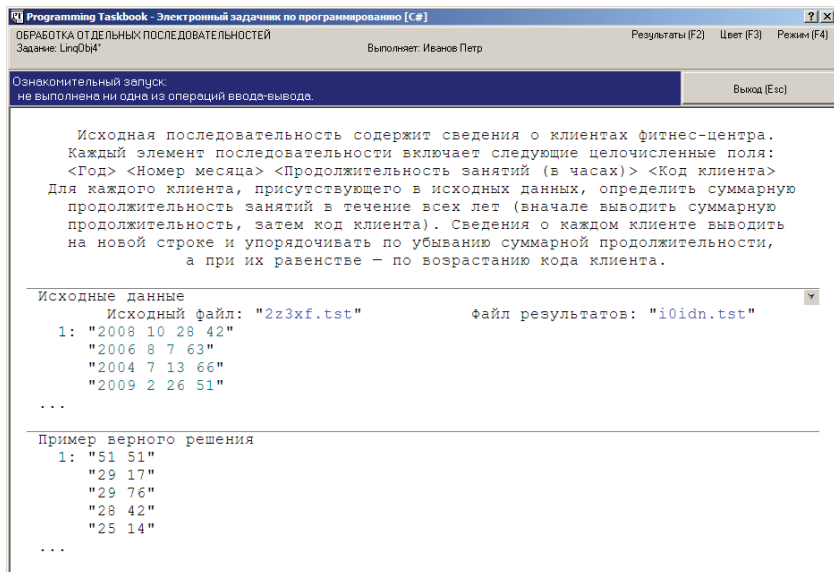 Programming Taskbook - Электронный задачник по программированию [C#]
ОБРАБОТКА ОТДЕЛЬНЫХ ПОСЛЕДОВАТЕЛЬНОСТЕЙ
Результаты (F2) Цвет (F3) Режим (F4)
Задание: LinqObj4° Выполняет: Иванов Петр
Ознакомительный запуск:
не выполнена ни одна из операций ввода-вывода.
Выход (Esc)
Исходная последовательность содержит сведения о клиентах фитнес-центра.
Каждый элемент последовательности включает следующие целочисленные поля:
<Год> <Номер месяца> <Продолжительность занятий (в часах)> <Код клиента>
Для каждого клиента, присутствующего в исходных данных, определить суммарную
продолжительность занятий в течение всех лет (вначале выводить суммарную
продолжительность, затем код клиента). Сведения о каждом клиенте выводить
на новой строке и упорядочивать по убыванию суммарной продолжительности,
а при их равенстве — по возрастанию кода клиента.
Исходные данные
Исходный файл: "2z3xf.tst" Файл результатов: "i0idn.tst"
1: "2008 10 28 42"
"2006 8 7 63"
"2004 7 13 66"
"2009 2 26 51"
...
Пример верного решения
1: "51 51"
"29 17"
"29 76"
"28 42"
"25 14"
...